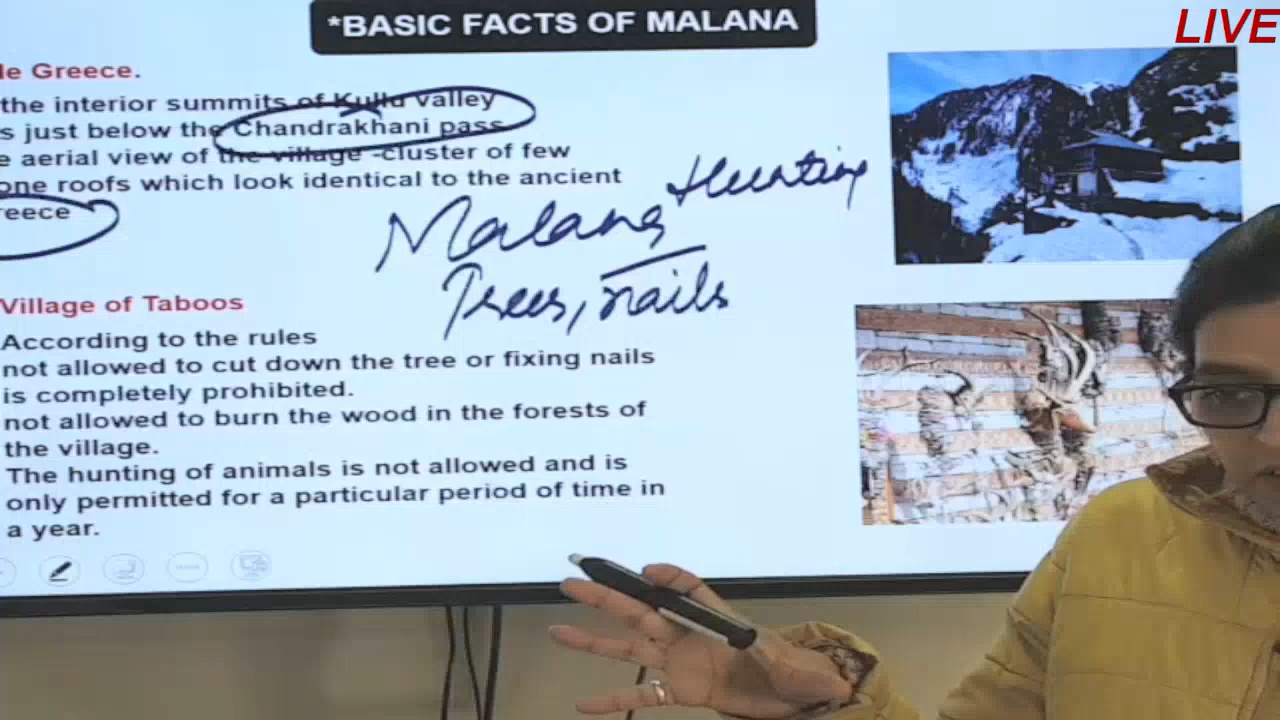 LIVE
*BASIC FACTS OF MALANA
le Greece.
the interior summits of Kullu valley
s just below the Chandrakhani pass
e aerial view of the village -cluster of few
one roofs which look identical to the ancient
reece
Hunting
Malana
Trees, nails
Village of Taboos
According to the rules
not allowed to cut down the tree or fixing nails
is completely prohibited.
not allowed to burn the wood in the forests of
the village.
The hunting of animals is not allowed and is
only permitted for a particular period of time in
a year.